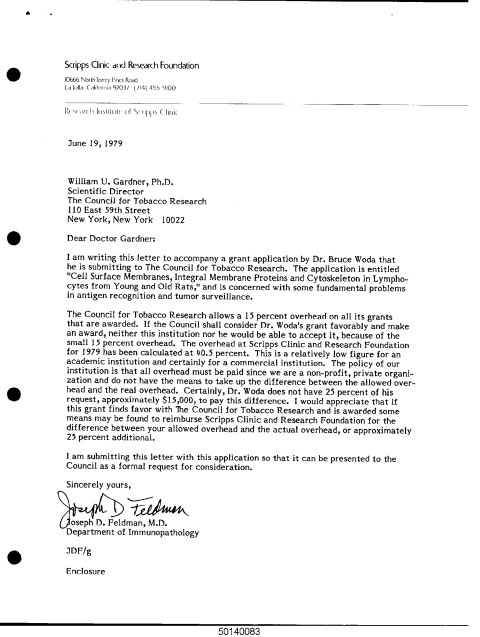 Scripps Clinic and Research Foundation
10666 North Torrey Pines Road
La Jolla, California 92037 (714) 455-9100
Research Institute of Scripps Clinic
June 19, 1979
William U. Gardner, Ph.D.
Scientific Director
The Council for Tobacco Research
110 East 59th Street
New York, New York 10022
Dear Doctor Gardner:
I am writing this letter to accompany a grant application by Dr. Bruce Woda that
he is submitting to The Council for Tobacco Research. The application is entitled
"Cell Surface Membranes, Integral Membrane Proteins and Cytoskeleton in Lympho-
cytes from Young and Old Rats," and is concerned with some fundamental problems
in antigen recognition and tumor surveillance.
The Council for Tobacco Research allows a 15 percent overhead on all its grants
that are awarded. If the Council shall consider Dr. Woda's grant favorably and make
an award, neither this institution nor he would be able to accept it, because of the
small 15 percent overhead. The overhead at Scripps Clinic and Research Foundation
for 1979 has been calculated at 40.5 percent. This is a relatively low figure for an
academic institution and certainly for a commercial institution. The policy of our
institution is that all overhead must be paid since we are a non-profit, private organi-
zation and do not have the means to take up the difference between the allowed over-
head and the real overhead. Certainly, Dr. Woda does not have 25 percent of his
request, approximately $15,000, to pay this difference. I would appreciate that if
this grant finds favor with The Council for Tobacco Research and is awarded some
means may be found to reimburse Scripps Clinic and Research Foundation for the
difference between your allowed overhead and the actual overhead, or approximately
25 percent additional.
I am submitting this letter with this application so that it can be presented to the
Council as a formal request for consideration.
Sincerely yours,
Joseph D Feldman
Joseph D. Feldman, M.D.
Department of Immunopathology
JDF/g
Enclosure
50140083